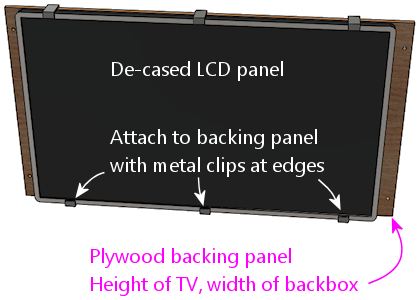 De-cased LCD panel
Attach to backing panel
with metal clips at edges
Plywood backing panel
Height of TV, width of backbox